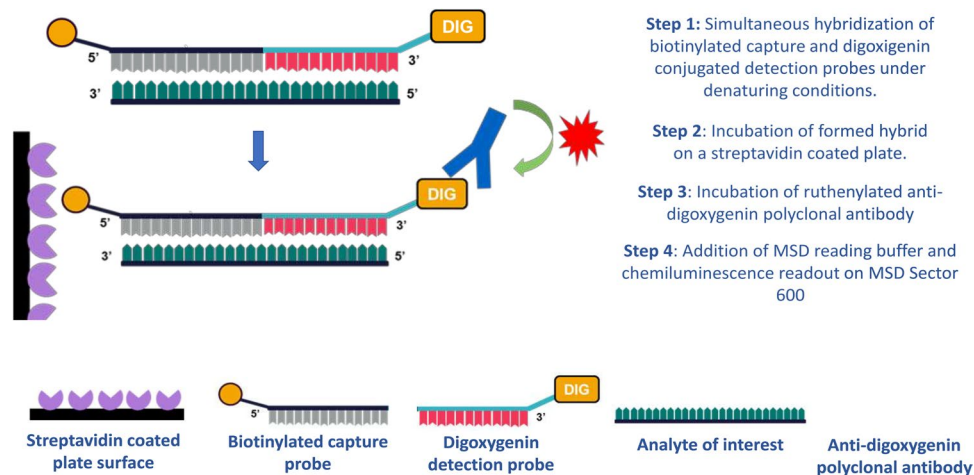 DIG
5’
3’
3’
5’
DIG
5’
3’
3’
5’
Step 1: Simultaneous hybridization of
biotinylated capture and digoxigenin
conjugated detection probes under
denaturing conditions.
Step 2: Incubation of formed hybrid
on a streptavidin coated plate.
Step 3: Incubation of ruthenylated anti-
digoxygenin polyclonal antibody
Step 4: Addition of MSD reading buffer and
chemiluminescence readout on MSD Sector
600
Streptavidin coated
plate surface
5’
Biotinylated capture
probe
DIG
3’
Digoxygenin
detection probe
Analyte of interest
Anti-digoxygenin
polyclonal antibody